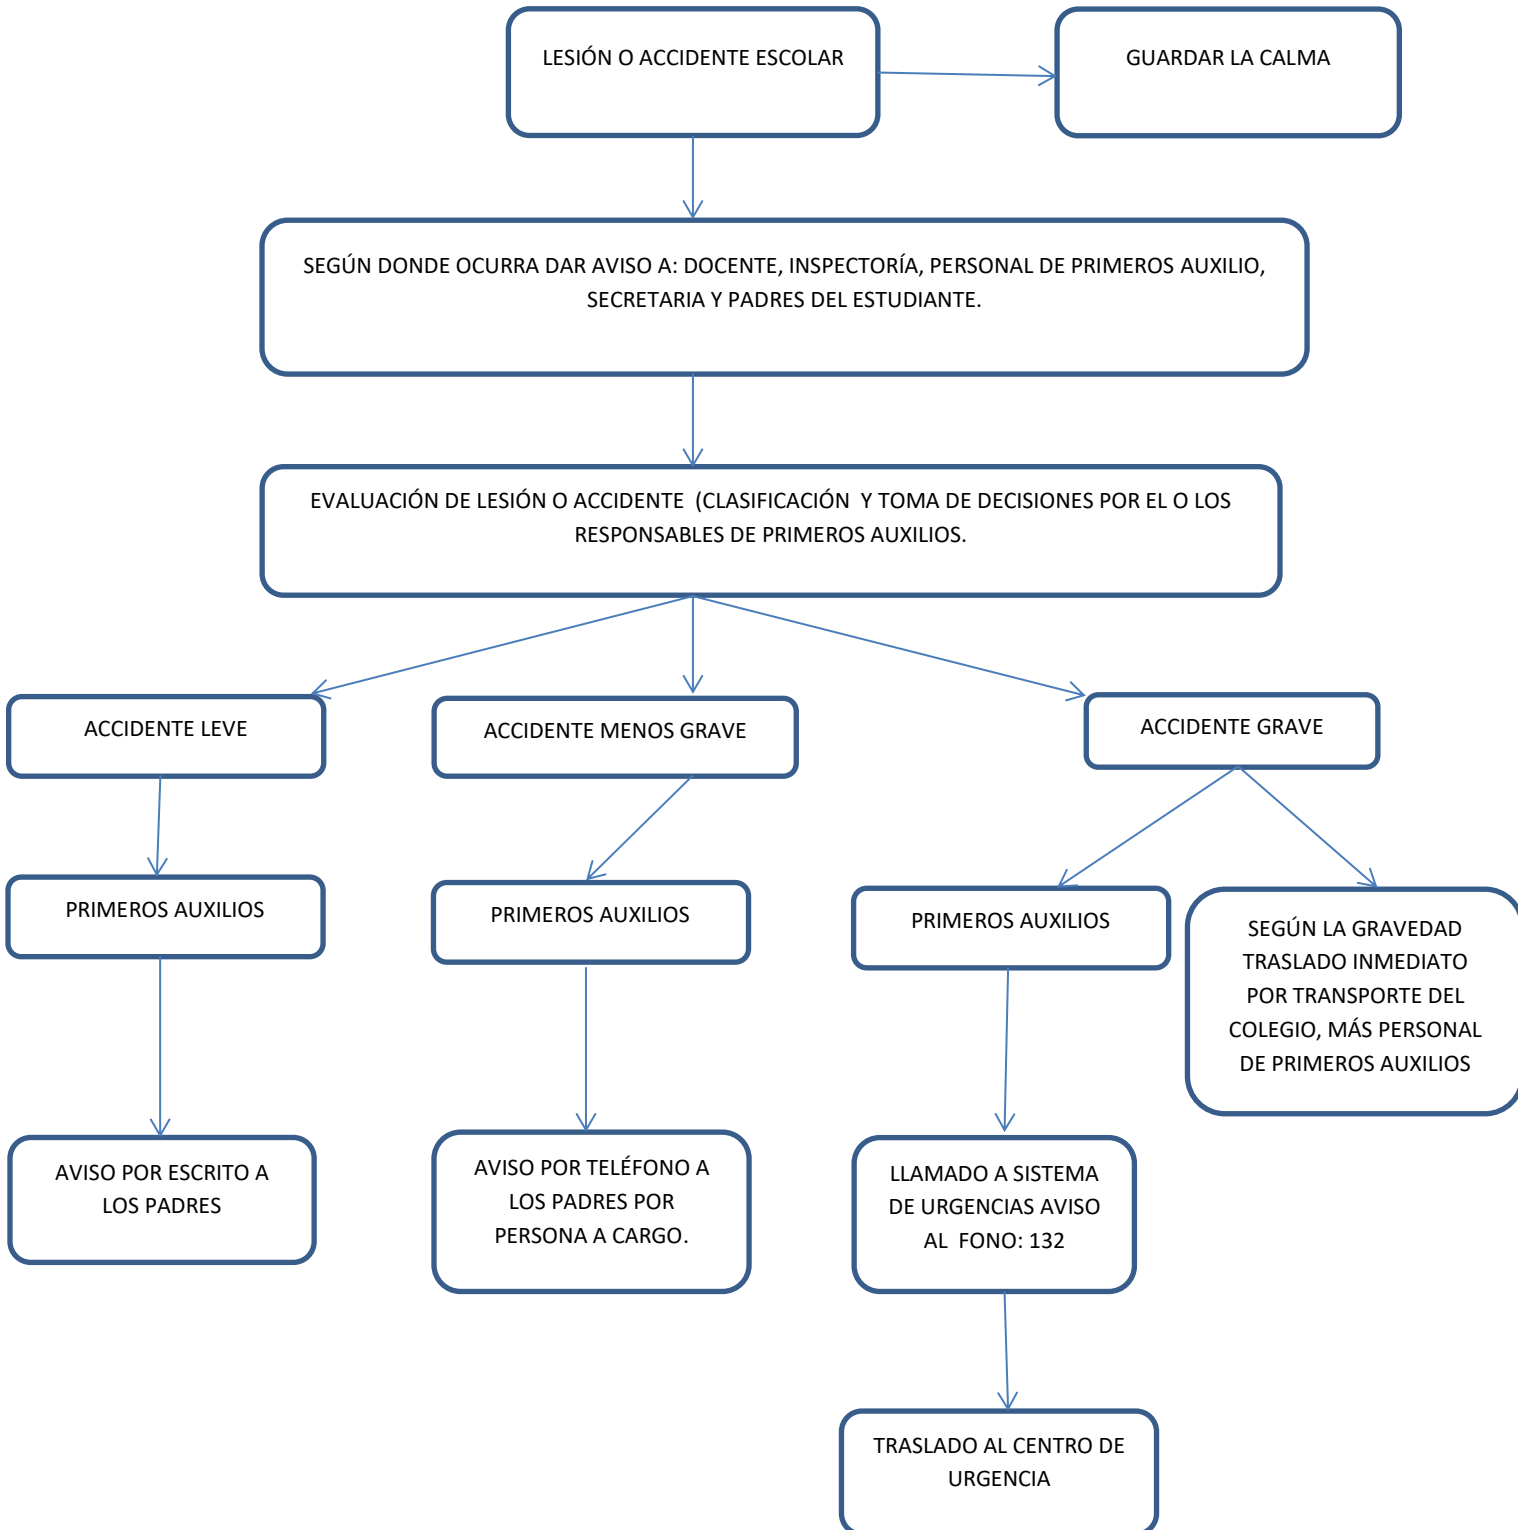 LESIÓN O ACCIDENTE ESCOLAR
GUARDAR LA CALMA
SEGÚN DONDE OCURRA DAR AVISO A: DOCENTE, INSPECTORÍA, PERSONAL DE PRIMEROS AUXILIO,
SECRETARIA Y PADRES DEL ESTUDIANTE.
EVALUACIÓN DE LESIÓN O ACCIDENTE (CLASIFICACIÓN Y TOMA DE DECISIONES POR EL O LOS
RESPONSABLES DE PRIMEROS AUXILIOS.
ACCIDENTE LEVE
ACCIDENTE MENOS GRAVE
ACCIDENTE GRAVE
PRIMEROS AUXILIOS
PRIMEROS AUXILIOS
PRIMEROS AUXILIOS
SEGÚN LA GRAVEDAD
TRASLADO INMEDIATO
POR TRANSPORTE DEL
COLEGIO, MÁS PERSONAL
DE PRIMEROS AUXILIOS
AVISO POR ESCRITO A
LOS PADRES
AVISO POR TELÉFONO A
LOS PADRES POR
PERSONA A CARGO.
LLAMADO A SISTEMA
DE URGENCIAS AVISO
AL FONO: 132
TRASLADO AL CENTRO DE
URGENCIA